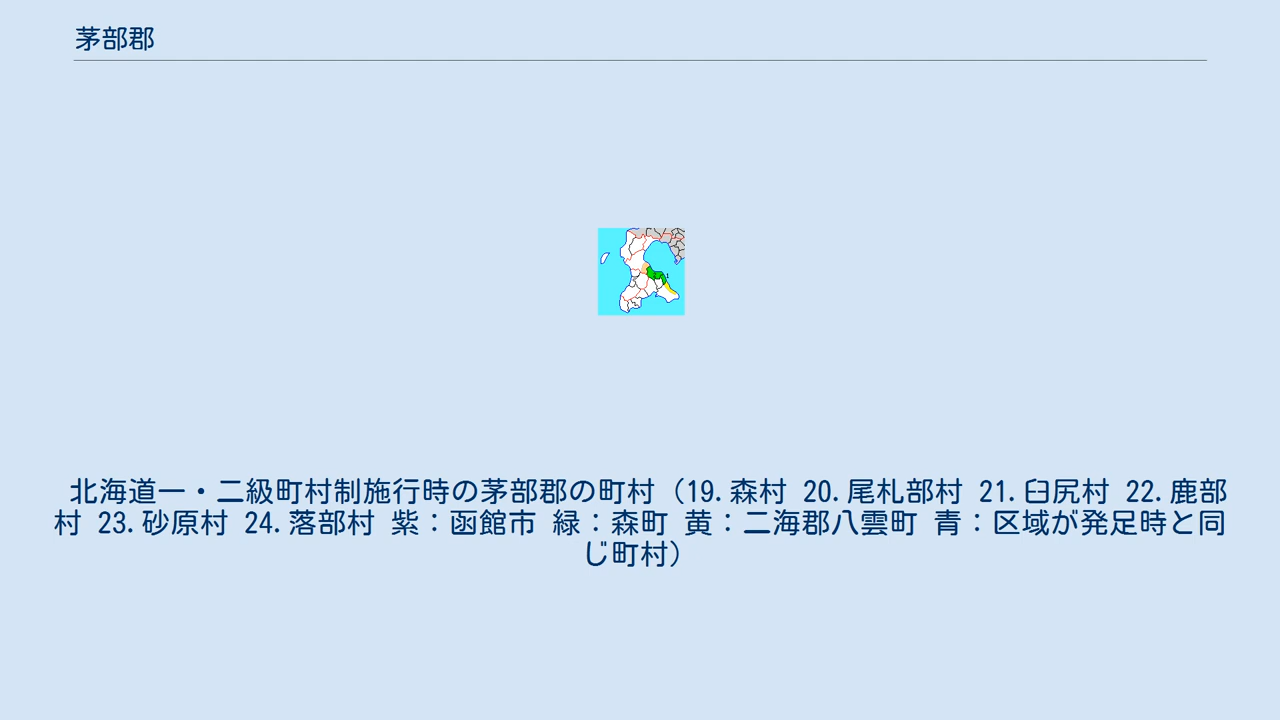 茅部郡
1
北海道一・二級町村制施行時の茅部郡の町村（19.森村 20.尾札部村 21.臼尻村 22.鹿部
村 23.砂原村 24.落部村 紫：函館市 緑：森町 黄：二海郡八雲町 青：区域が発足時と同
じ町村）